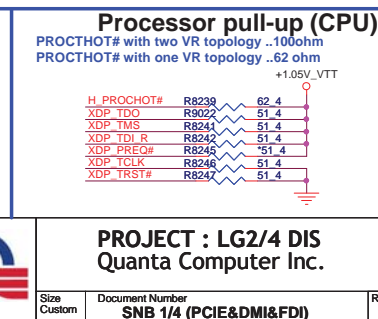 Processor pull-up (CPU)
PROCTHOT# with two VR topology ..100ohm
PROCTHOT# with one VR topology ..62 ohm
+1.05V_VTT
H_PROCHOT# R8239 62_4
XDP_TDO R9022 51_4
XDP_TMS R8241 51_4
XDP_TDI_R R8242 51_4
XDP_PREQ# R8245 *51_4
XDP_TCLK R8246 51_4
XDP_TRST# R8247 51_4
PROJECT : LG2/4 DIS
Quanta Computer Inc.
Size Document Number R
Custom SNB 1/4 (PCIE&DMI&FDI)